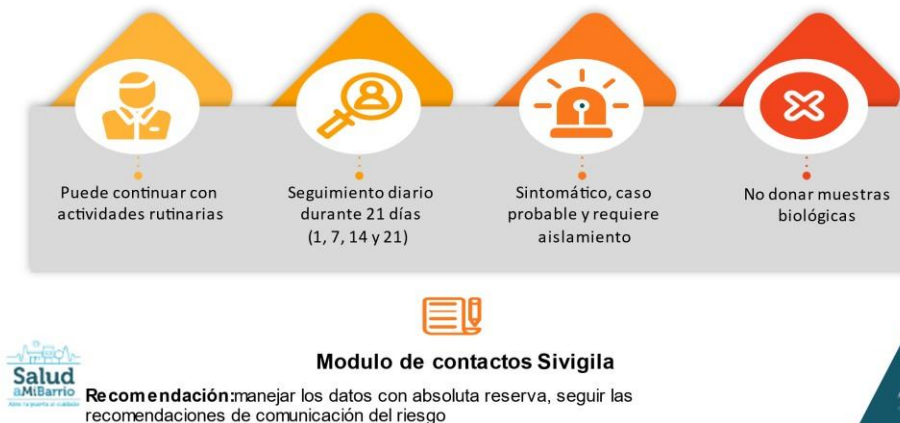 Puede continuar con
actividades rutinarias
Seguimiento diario
durante 21 días
(1, 7, 14 y 21)
Sintomático, caso
probable y requiere
aislamiento
No donar muestras
biológicas
Modulo de contactos Sivigila
Salud
aMiBarrio
Recomendación:manejar los datos con absoluta reserva, seguir las
recomendaciones de comunicación del riesgo